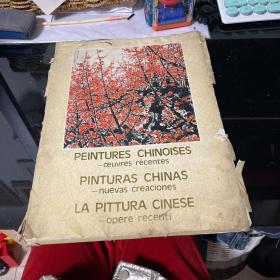 PEINTURES CHINOISES
—œuvres récentes
PINTURAS CHINAS
—nuevas creaciones
LA PITTURA CINESE
—opere recenti